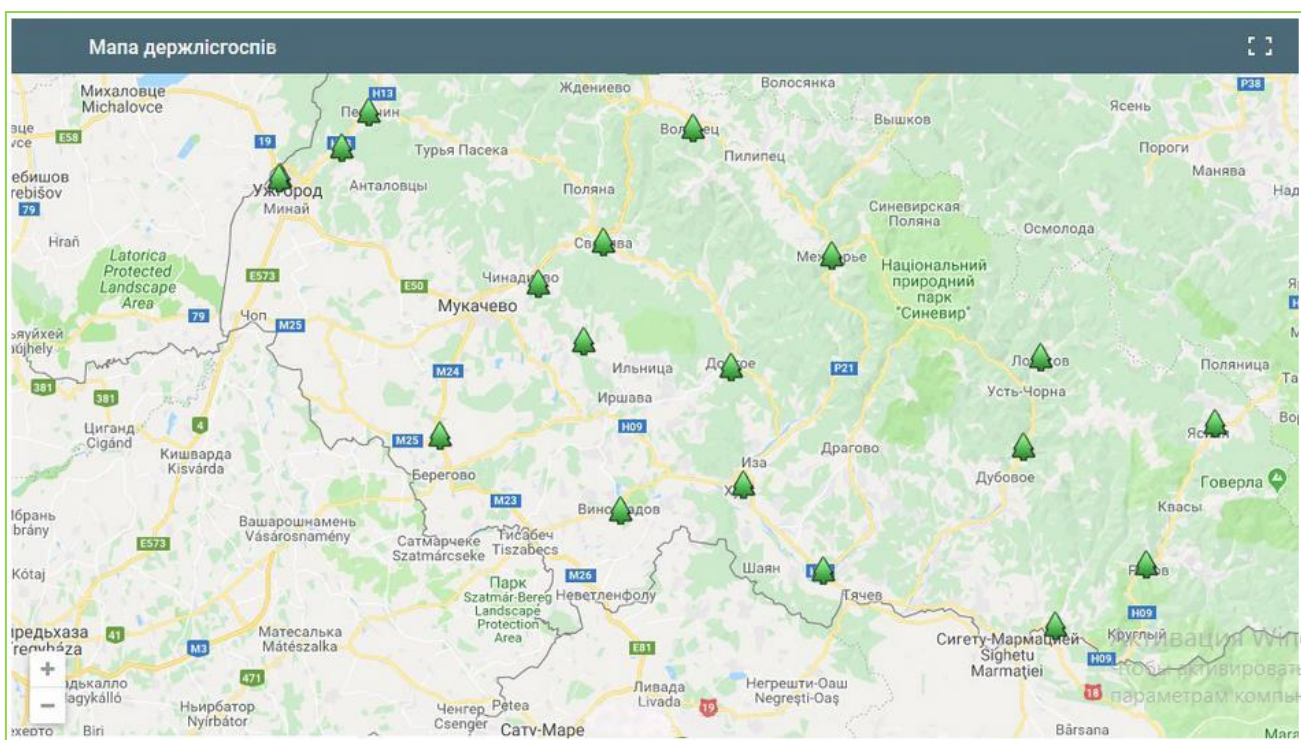 Мапа держлісгоспів
Михаловце
Michalovce
H13
Ждениево
Волосянка
P38
Ясень
E58
19
Вышков
Турья Пасека
Пилипец
Пороги
Манява
79
Анталовцы
Поляна
Минай
Синевирская
Поляна
Осмолода
Hraň
Latorica
Protected
Landscape
Area
E573
E50
Мукачево
Національний
природний
парк
"Синевир"
79
Чоп
M25
381
381
M24
Ильница
P21
Поляница
Усть-Чорна
Иршава
Циганд
Cigánd
4
H09
M25
Кишварда
Kisvárda
Берегово
Иза
Драгово
Дубовое
Говерла
M23
Квасы
Вашарошнамень
Vásárosnamény
E573
Сатмарчеке
Szatmárcseke
Тисабеч
Tiszabecs
Kótaj
Парк
Szatmár-Bereg
Landscape
Protection
Area
M26
Неветленфолу
Шаян
Тячев
41
M3
Матесалька
Mátészalka
E81
Сигету-Мармацией
Sighetu
Marmației
H09
Круглый
H09
471
Ньирбатор
Nyírbátor
Ченгер
Csenger
Petea
Ливада
Livada
19
Негрешти-Оаш
Negrești-Oaș
18
Сату-Маре
Biri
Bârsana